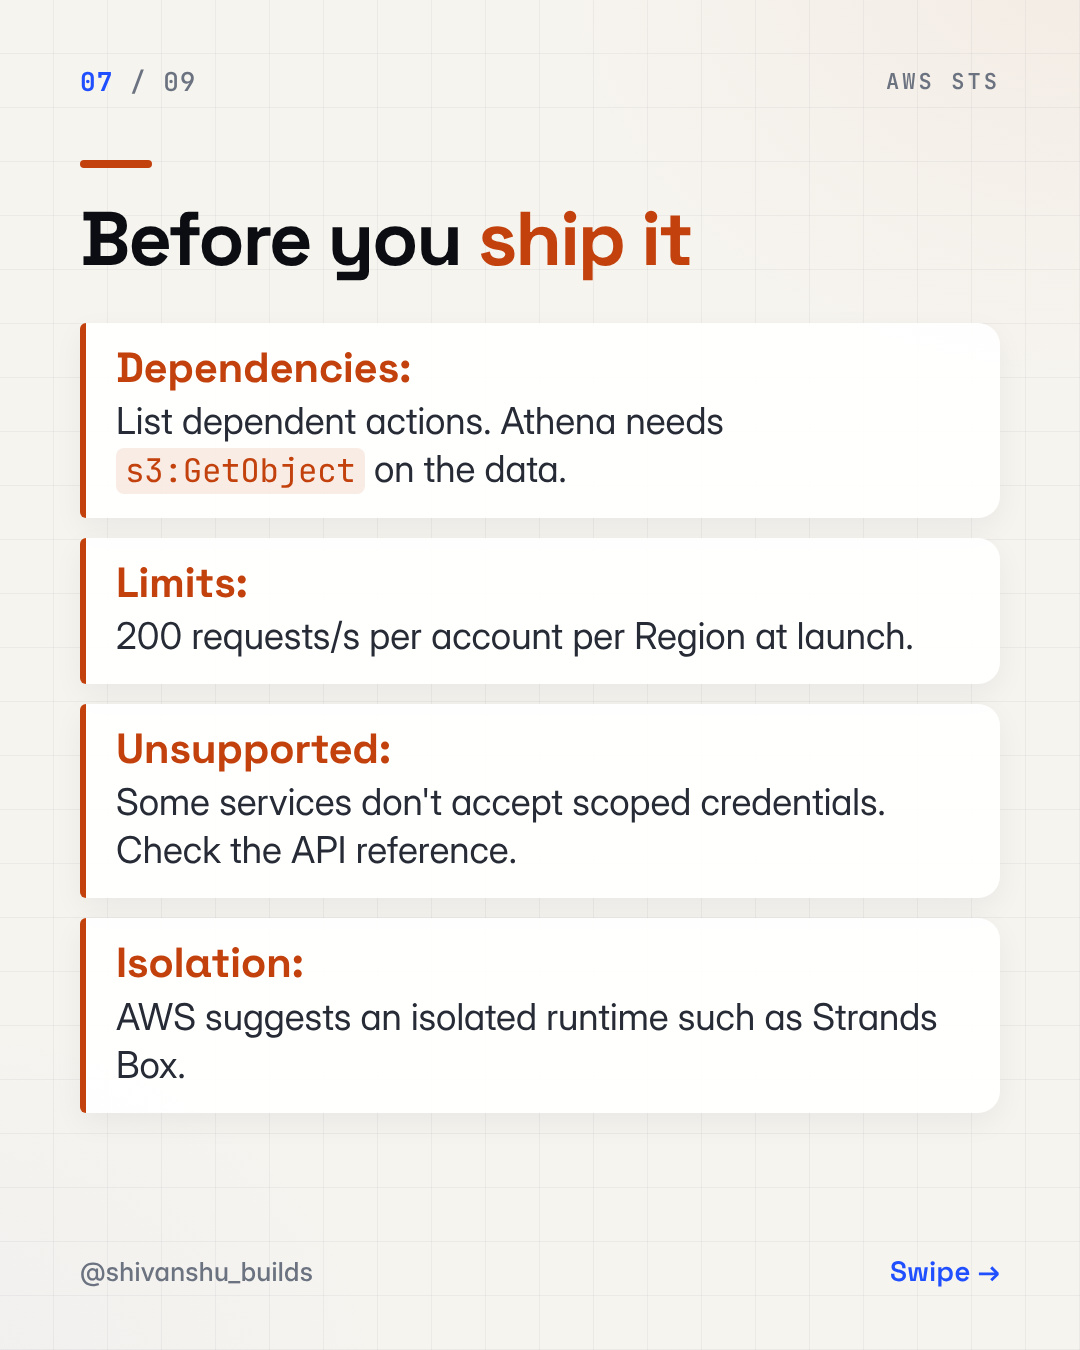 07 / 09
AWS STS
Before you ship it
Dependencies:
List dependent actions. Athena needs
s3:GetObject on the data.
Limits:
200 requests/s per account per Region at launch.
Unsupported:
Some services don't accept scoped credentials.
Check the API reference.
Isolation:
AWS suggests an isolated runtime such as Strands
Box.
@shivanshu_builds
Swipe →